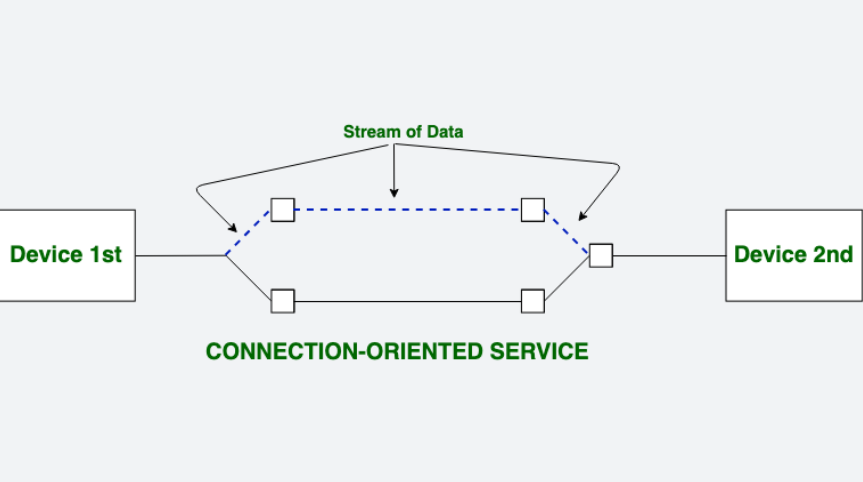 Stream of Data
Device 1st
Device 2nd
CONNECTION-ORIENTED SERVICE